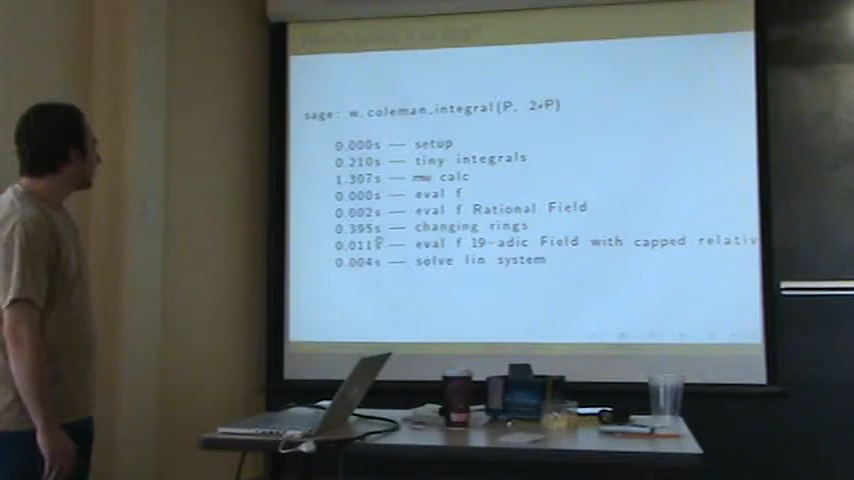 sage: w.coleman_integral(P, 2*P)
0.000s — setup
0.210s — tiny integrals
1.307s — mw calc
0.000s — eval f
0.002s — eval f Rational Field
0.395s — changing rings
0.011s — eval f 19-adic Field with capped relativ
0.004s — solve lin system